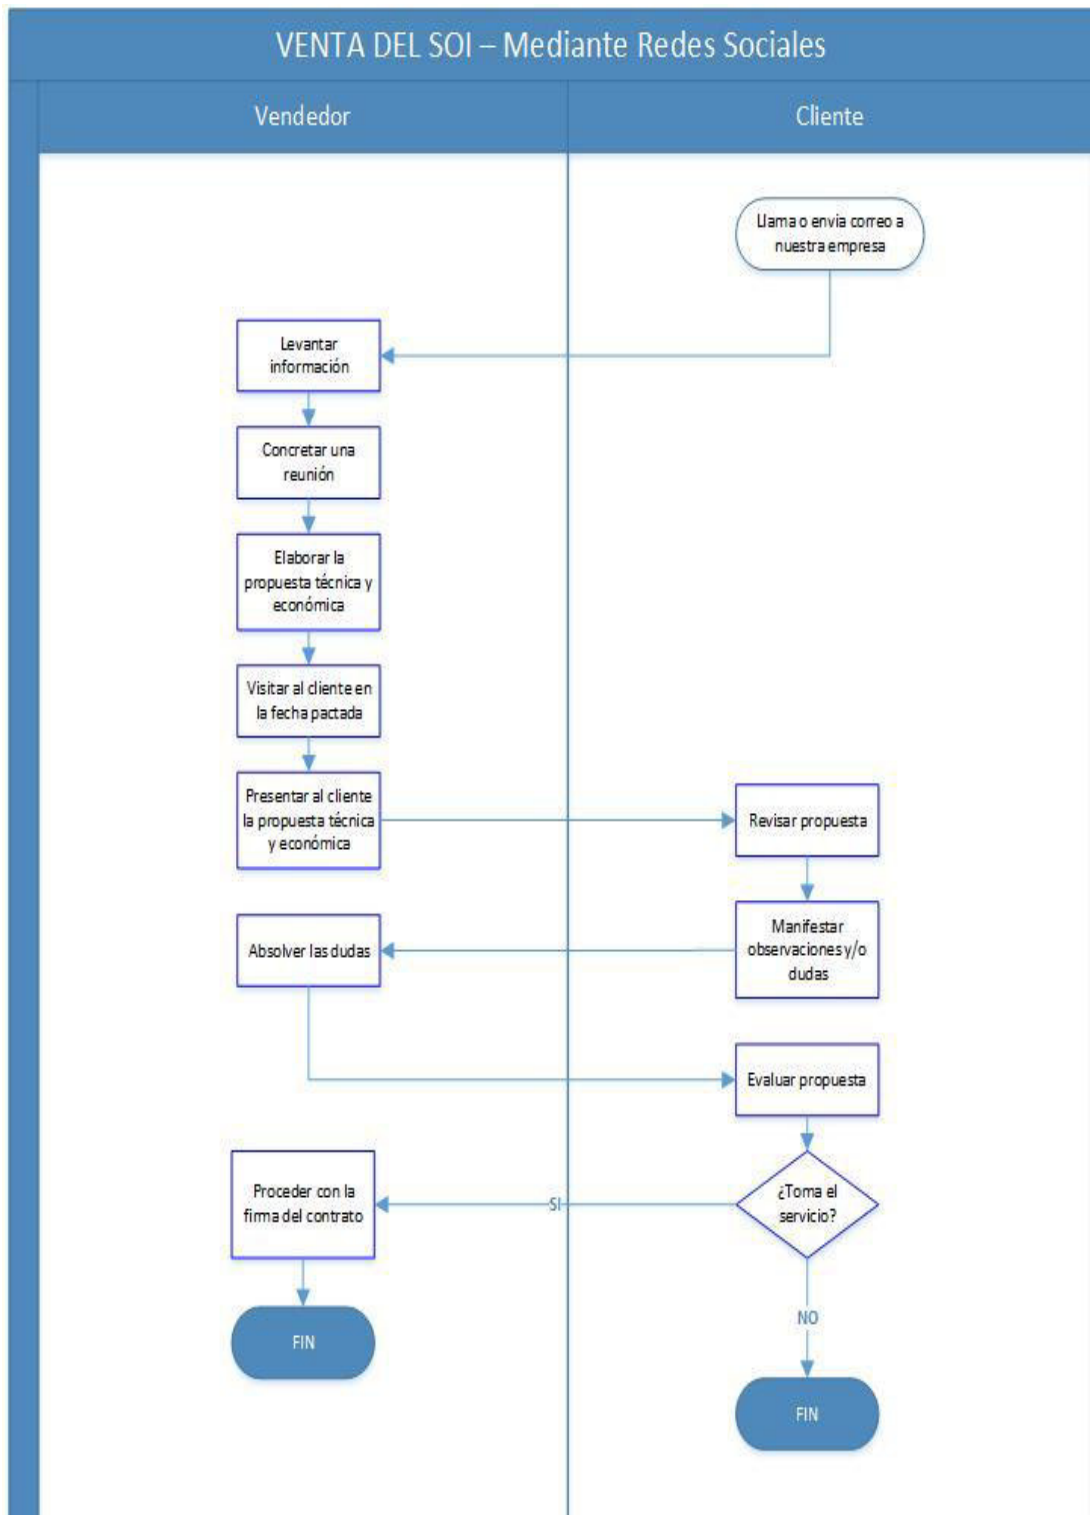 VENTA DEL SOI – Mediante Redes Sociales
Vendedor
Cliente
Llama o envia correo a
nuestra empresa
Levantar
información
Concretar una
reunión
Elaborar la
propuesta técnica y
económica
Visitar al cliente en
la fecha pactada
Presentar al cliente
la propuesta técnica
y económica
Revisar propuesta
Manifestar
observaciones y/o
dudas
Absolver las dudas
Evaluar propuesta
¿Toma el
servicio?
SI
Proceder con la
firma del contrato
FIN
NO
FIN